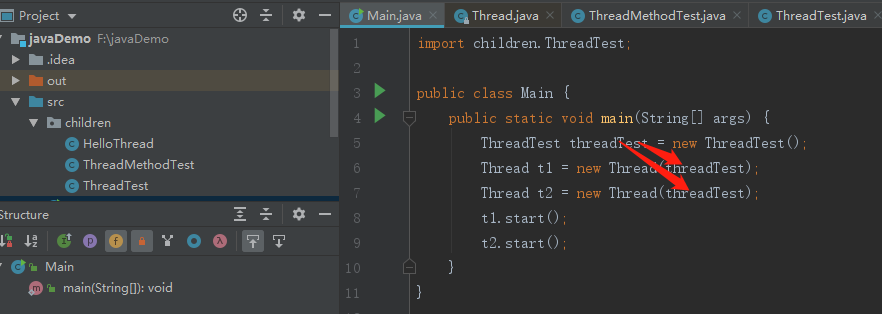 Project
javaDemo F:\javaDemo
.idea
out
src
children
HelloThread
ThreadMethodTest
ThreadTest
Structure
Main
main(String[]): void
Main.java
Thread.java
ThreadMethodTest.java
ThreadTest.java
1 import children.ThreadTest;
2
3 public class Main {
4 public static void main(String[] args) {
5 ThreadTest threadTest = new ThreadTest();
6 Thread t1 = new Thread(threadTest);
7 Thread t2 = new Thread(threadTest);
8 t1.start();
9 t2.start();
10 }
11 }